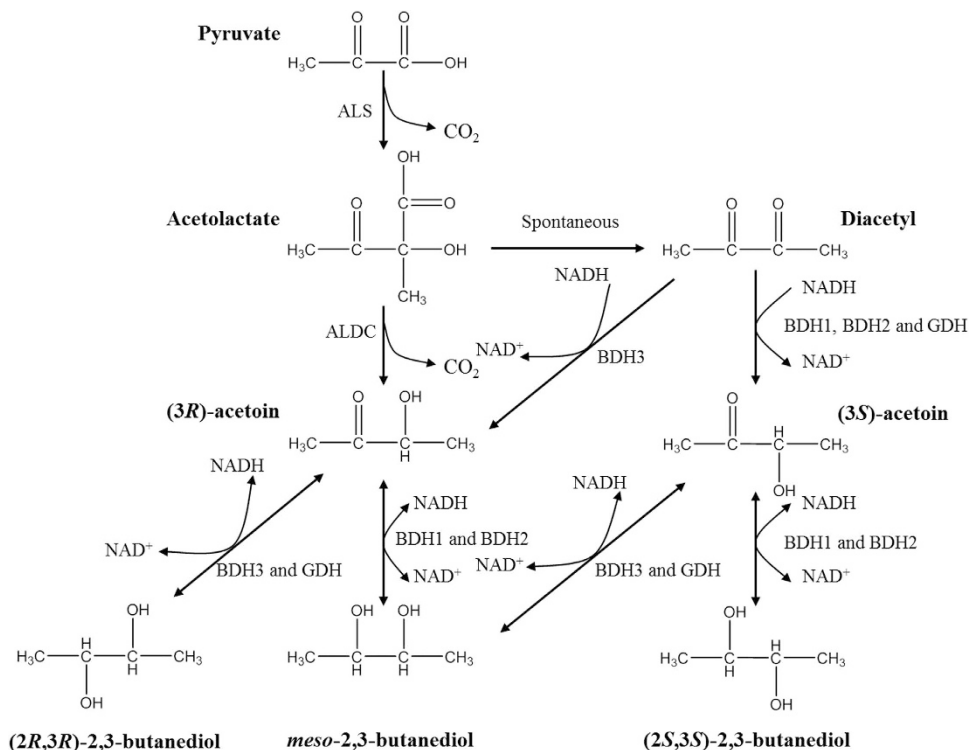 Pyruvate
O O
H₃C C C OH
ALS
CO₂
OH
Acetolactate
O C O
H₃C C C OH
CH₃
Spontaneous
Diacetyl
O O
H₃C C C CH₃
NADH
NADH
BDH1, BDH2 and GDH
NAD⁺
ALDC
NAD⁺
BDH3
CO₂
(3R)-acetoin
O OH
H₃C C C CH₃
H
(3S)-acetoin
O
H₃C C H C CH₃
OH
NADH
NADH
NADH
NADH
NAD⁺
BDH1 and BDH2
NAD⁺
BDH1 and BDH2
BDH3 and GDH
NAD⁺
BDH3 and GDH
NAD⁺
OH
H₃C H C C H CH₃
OH
OH OH
H₃C C C CH₃
H H
OH
H₃C C H C H CH₃
OH
(2R,3R)-2,3-butanediol
meso-2,3-butanediol
(2S,3S)-2,3-butanediol